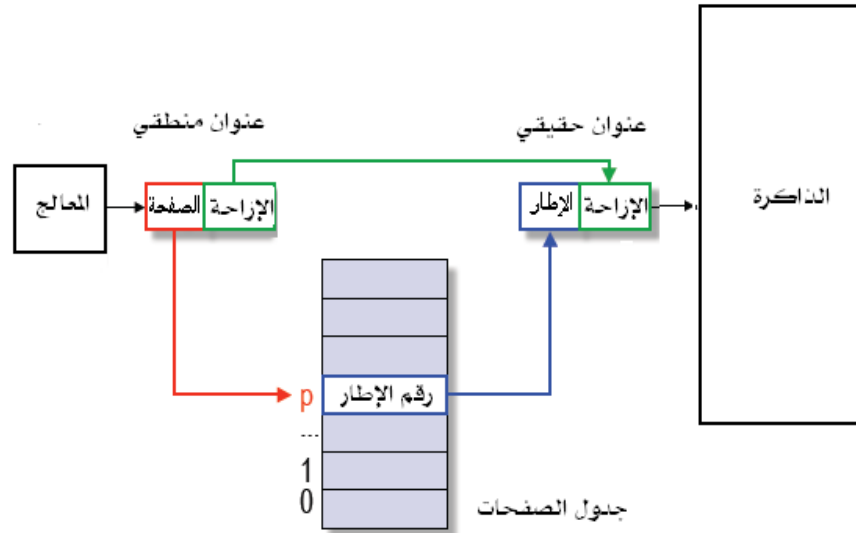 عنوان حقيقي
عنوان منطقي
الذاكرة
الإطار
الإزاحة
المعالج
الصفحة
الإزاحة
p
رقم الإطار
...
1
0
جدول الصفحات